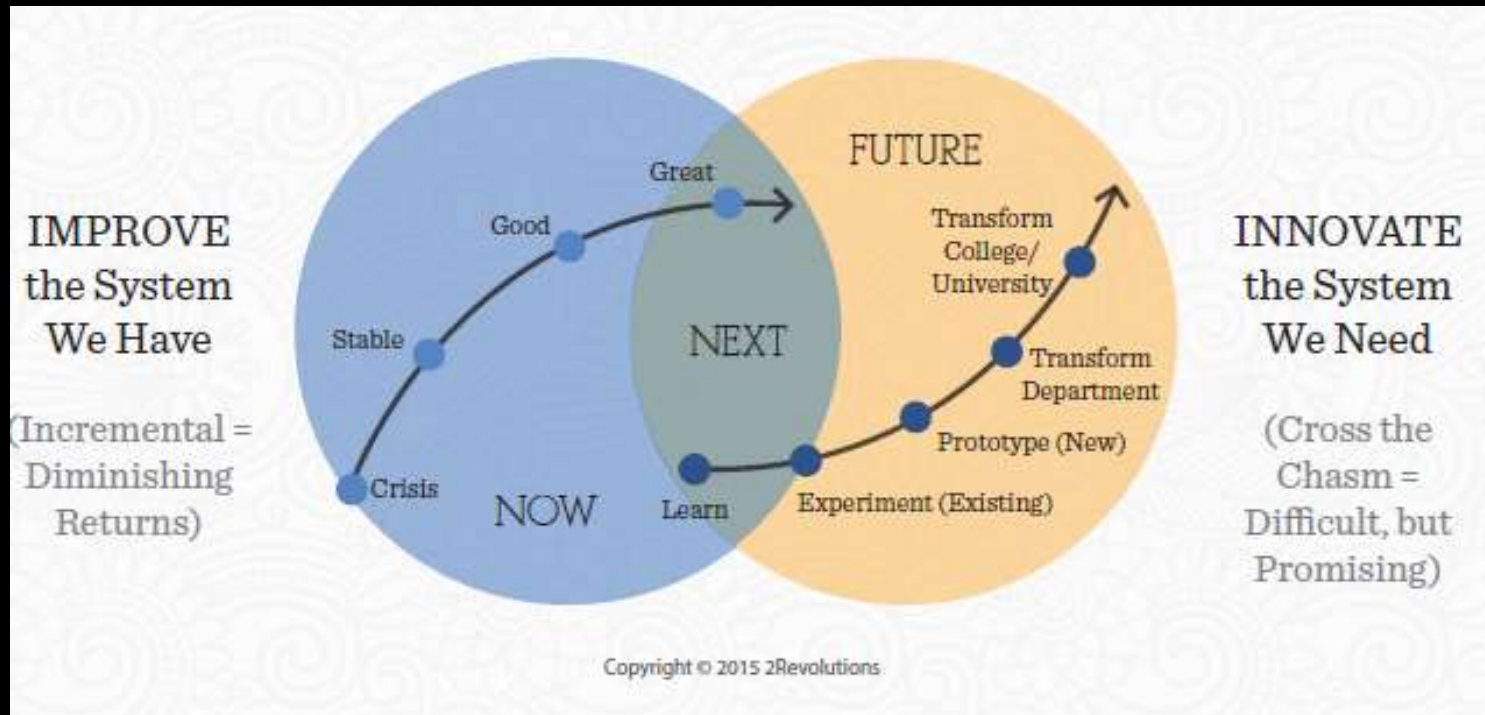 IMPROVE
the System
We Have
(Incremental =
Diminishing
Returns)
Great
Good
Stable
Crisis
NOW
NEXT
FUTURE
Transform
College/
University
Transform
Department
Prototype (New)
Experiment (Existing)
Learn
INNOVATE
the System
We Need
(Cross the
Chasm =
Difficult, but
Promising)
Copyright © 2015 2Revolutions